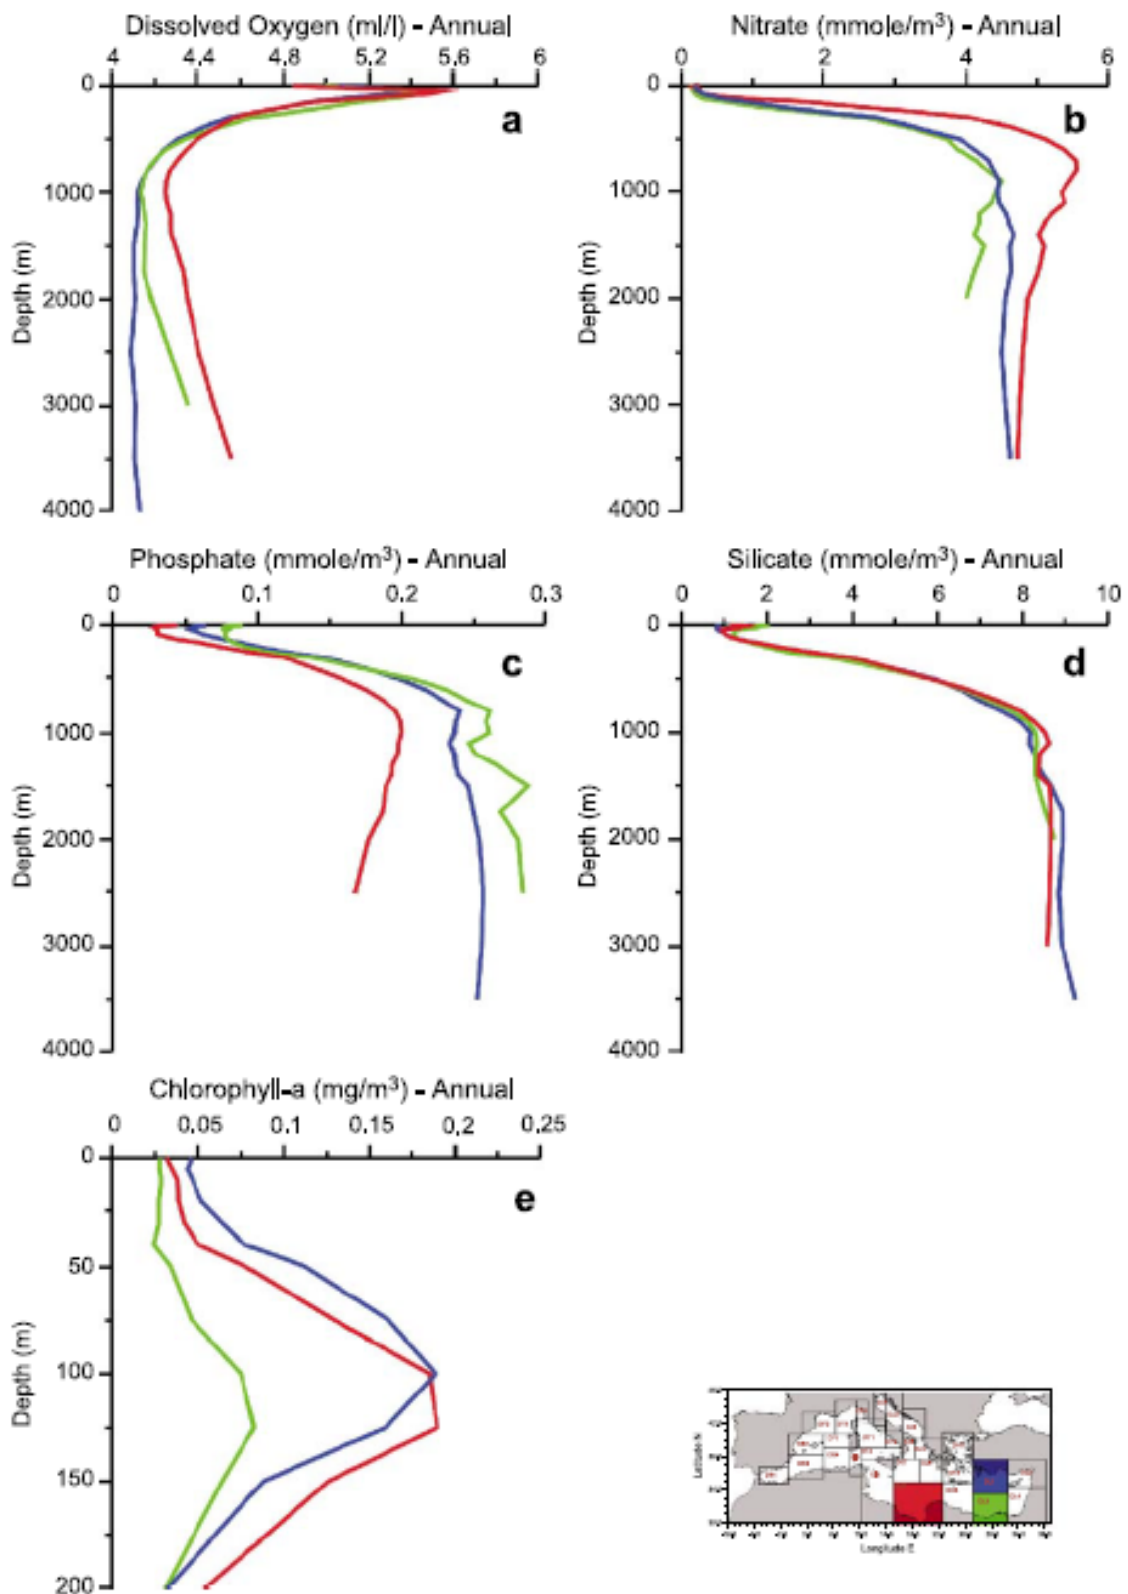 Dissolved Oxygen (ml/l) - Annual
4 4.4 4.8 5.2 5.6 6
0
1000
2000
3000
4000
Depth (m)
a
Nitrate (mmole/m³) - Annual
0 2 4 6
0
1000
2000
3000
4000
Depth (m)
b
Phosphate (mmole/m³) - Annual
0 0.1 0.2 0.3
0
1000
2000
3000
4000
Depth (m)
c
Silicate (mmole/m³) - Annual
0 2 4 6 8 10
0
1000
2000
3000
4000
Depth (m)
d
Chlorophyll-a (mg/m³) - Annual
0 0.05 0.1 0.15 0.2 0.25
0
50
100
150
200
Depth (m)
e
Latitude N
Longitude E